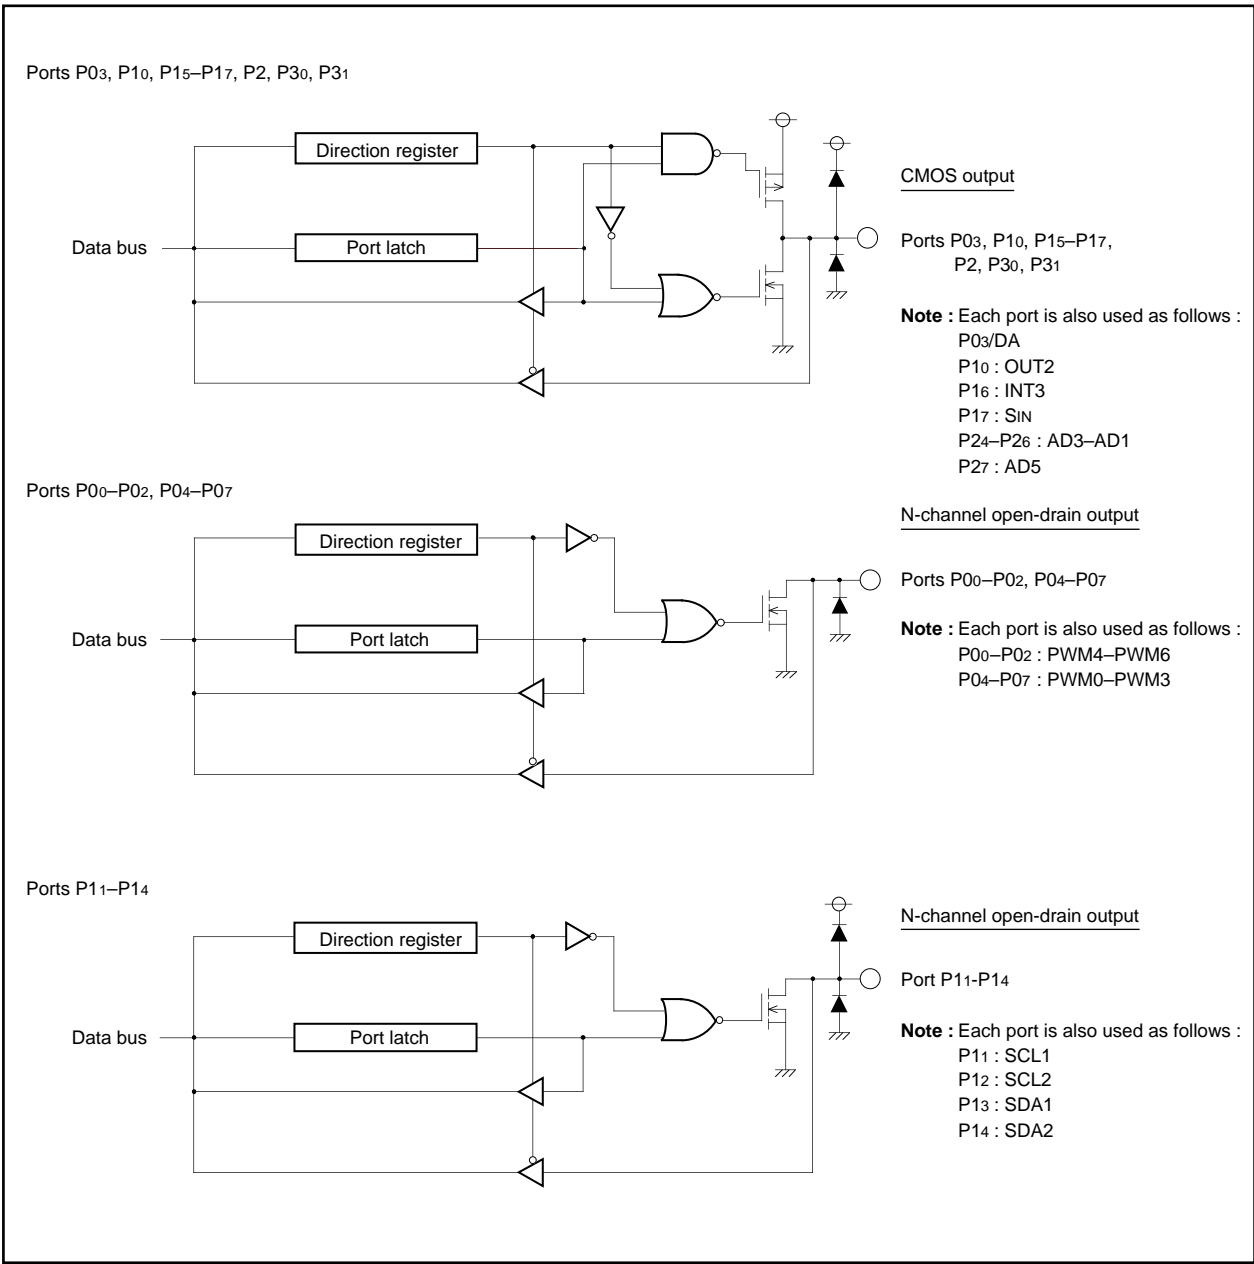 Ports P03, P10, P15–P17, P2, P30, P31
Direction register
CMOS output
Data bus
Port latch
Ports P03, P10, P15–P17,
P2, P30, P31
Note : Each port is also used as follows :
P03/DA
P10 : OUT2
P16 : INT3
P17 : SIN
P24–P26 : AD3–AD1
P27 : AD5
Ports P00–P02, P04–P07
N-channel open-drain output
Direction register
Ports P00–P02, P04–P07
Data bus
Port latch
Note : Each port is also used as follows :
P00–P02 : PWM4–PWM6
P04–P07 : PWM0–PWM3
Ports P11–P14
N-channel open-drain output
Direction register
Port P11-P14
Data bus
Port latch
Note : Each port is also used as follows :
P11 : SCL1
P12 : SCL2
P13 : SDA1
P14 : SDA2